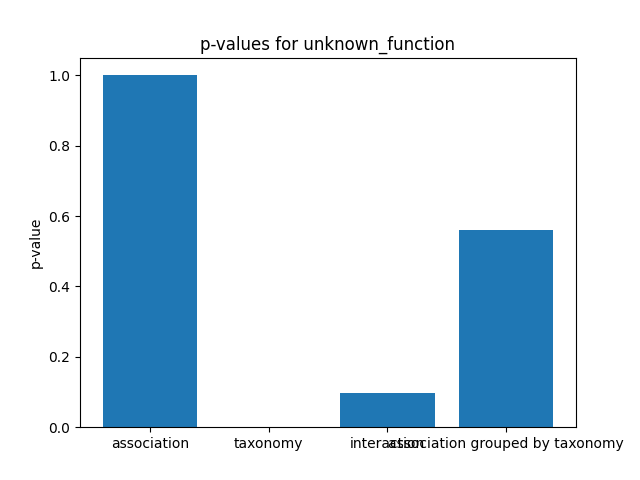 p-values for unknown_function
p-value
1.0
0.8
0.6
0.4
0.2
0.0
association
taxonomy
interaction
association grouped by taxonomy